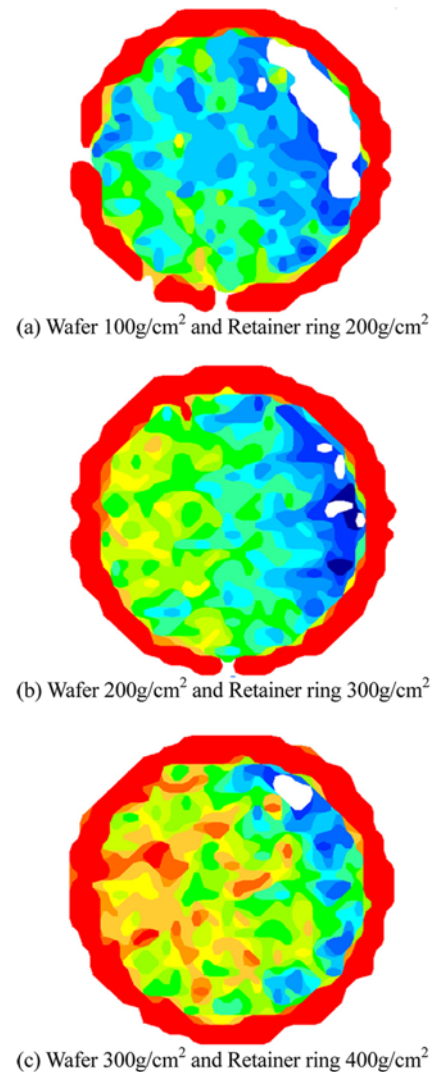 (a) Wafer 100g/cm² and Retainer ring 200g/cm²
(b) Wafer 200g/cm² and Retainer ring 300g/cm²
(c) Wafer 300g/cm² and Retainer ring 400g/cm²